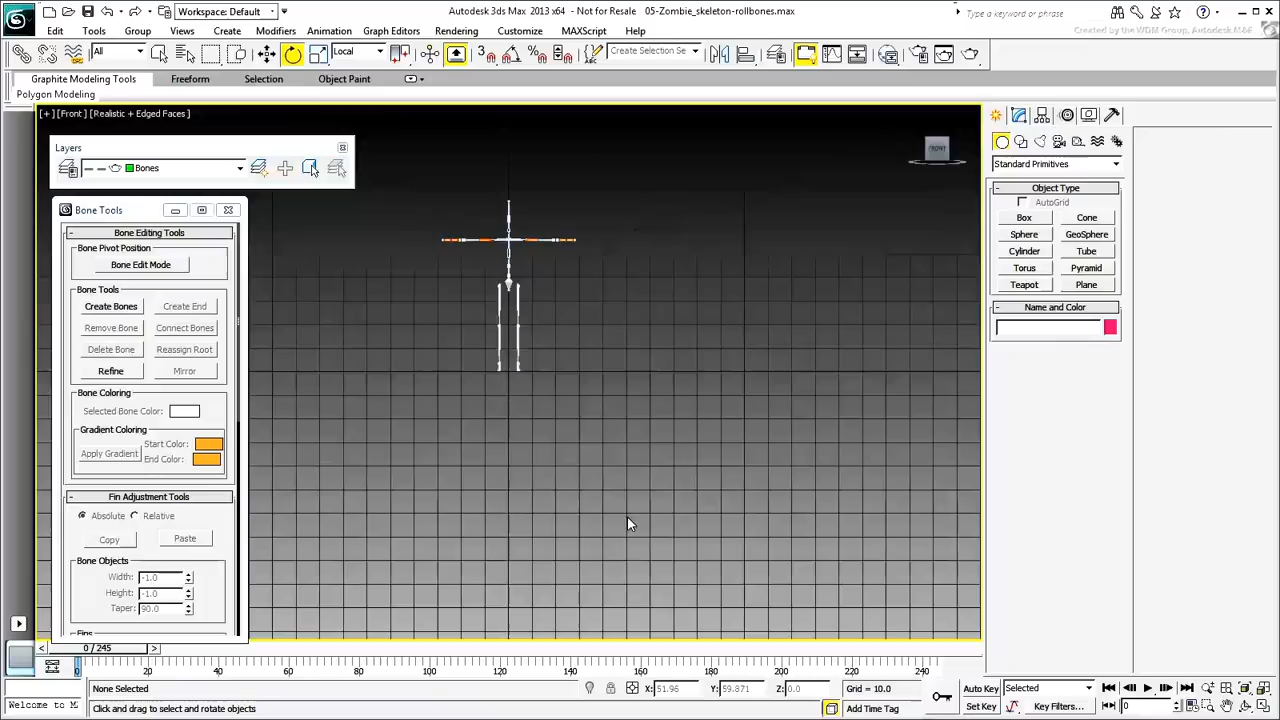 Workspace: Default
Autodesk 3ds Max 2013 x64 - Not for Resale 05-Zombie_skeleton-rollbones.max
Type a keyword or phrase
Edit Tools Group Views Create Modifiers Animation Graph Editors Rendering Customize MAXScript Help
Created by the WDM Group, Autodesk M&E
All
Local
Create Selection Se
Graphite Modeling Tools Freeform Selection Object Paint
Polygon Modeling
[+] [Front] [Realistic + Edged Faces]
FRONT
Layers
Bones
Bone Tools
Bone Editing Tools
Bone Pivot Position
Bone Edit Mode
Bone Tools
Create Bones Create End
Remove Bone Connect Bones
Delete Bone Reassign Root
Refine Mirror
Bone Coloring
Selected Bone Color:
Gradient Coloring
Apply Gradient Start Color:
End Color:
Fin Adjustment Tools
Absolute Relative
Copy Paste
Bone Objects
Width: -1.0
Height: -1.0
Taper: 90.0
Fins
Standard Primitives
Object Type
AutoGrid
Box Cone
Sphere GeoSphere
Cylinder Tube
Torus Pyramid
Teapot Plane
Name and Color
0 / 245
0 20 40 60 80 100 120 140 160 180 200 220 240
None Selected
X: 51.96 Y: 59.871 Z: 0.0
Grid = 10.0
Auto Key Selected
Welcome to M
Click and drag to select and rotate objects
Add Time Tag
Set Key Key Filters... 0